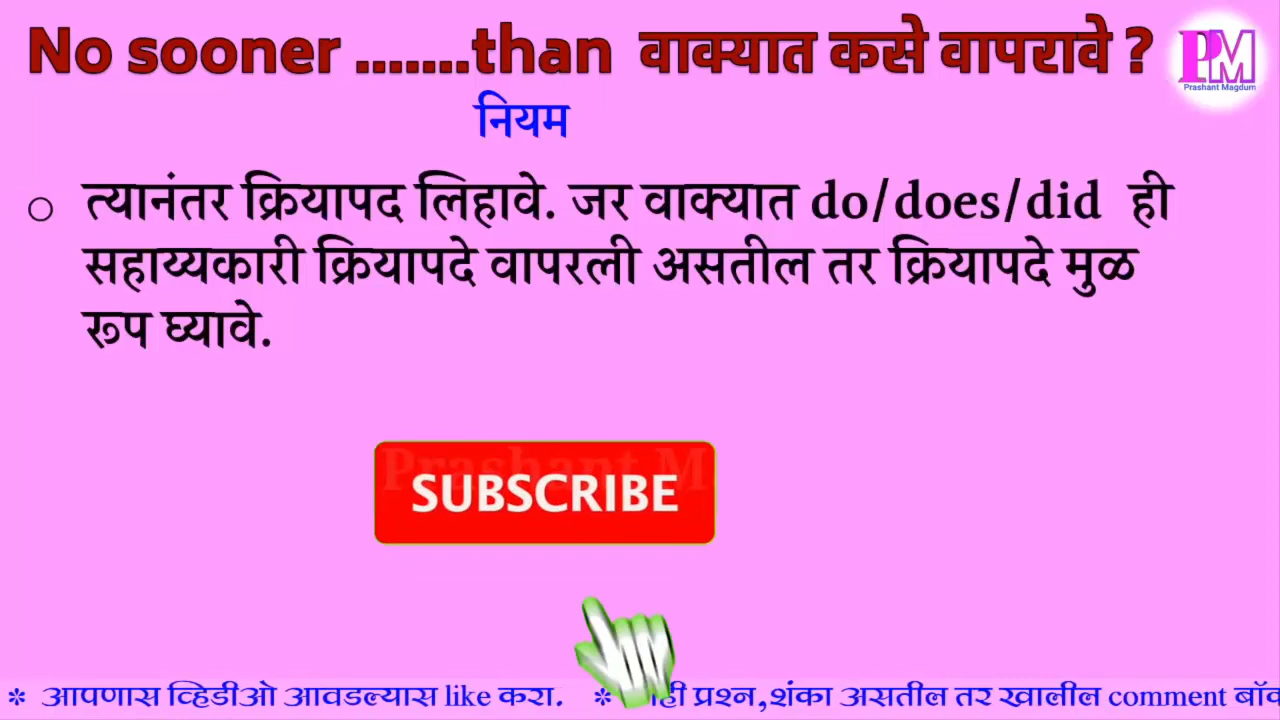 No sooner .......than वाक्यात कसे वापरावे ?
PM
Prashant Magdum
नियम
त्यानंतर क्रियापद लिहावे. जर वाक्यात do/does/did ही
सहाय्यकारी क्रियापदे वापरली असतील तर क्रियापदे मुळ
रूप घ्यावे.
Prashant M
SUBSCRIBE
* आपणास व्हिडीओ आवडल्यास like करा. * प्रश्न,शंका असतील तर खालील comment